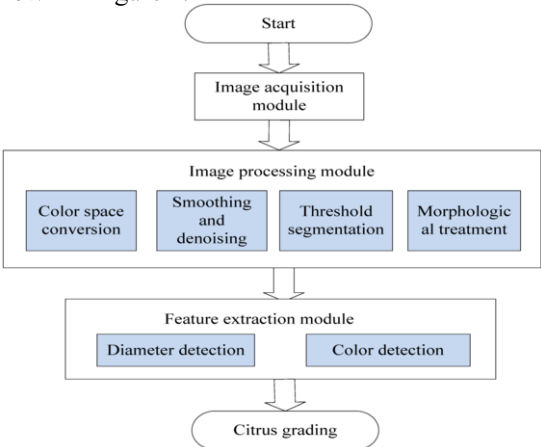 Start
Image acquisition
module
Image processing module
Color space
conversion
Smoothing
and
denoising
Threshold
segmentation
Morphologic
al treatment
Feature extraction module
Diameter detection
Color detection
Citrus grading